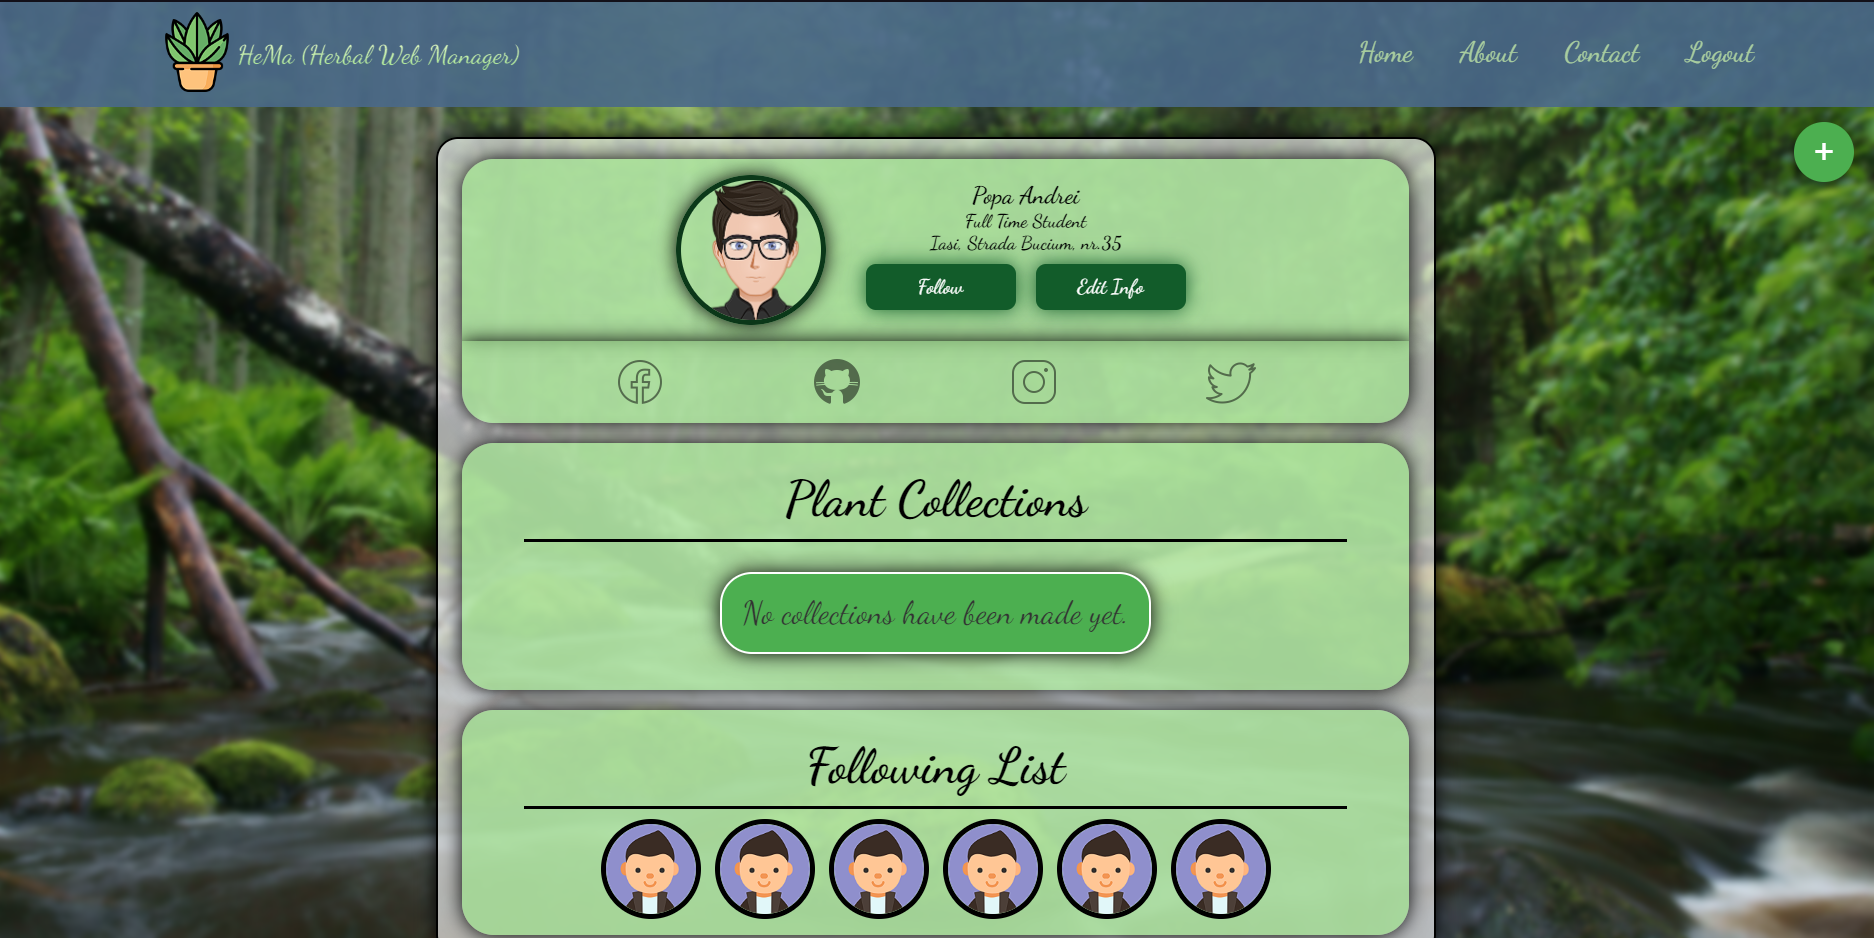 HeMa (Herbal Web Manager)
Home
About
Contact
Logout
+
Popa Andrei
Full Time Student
Iasi, Strada Bucium, nr.35
Follow
Edit Info
Plant Collections
No collections have been made yet.
Following List